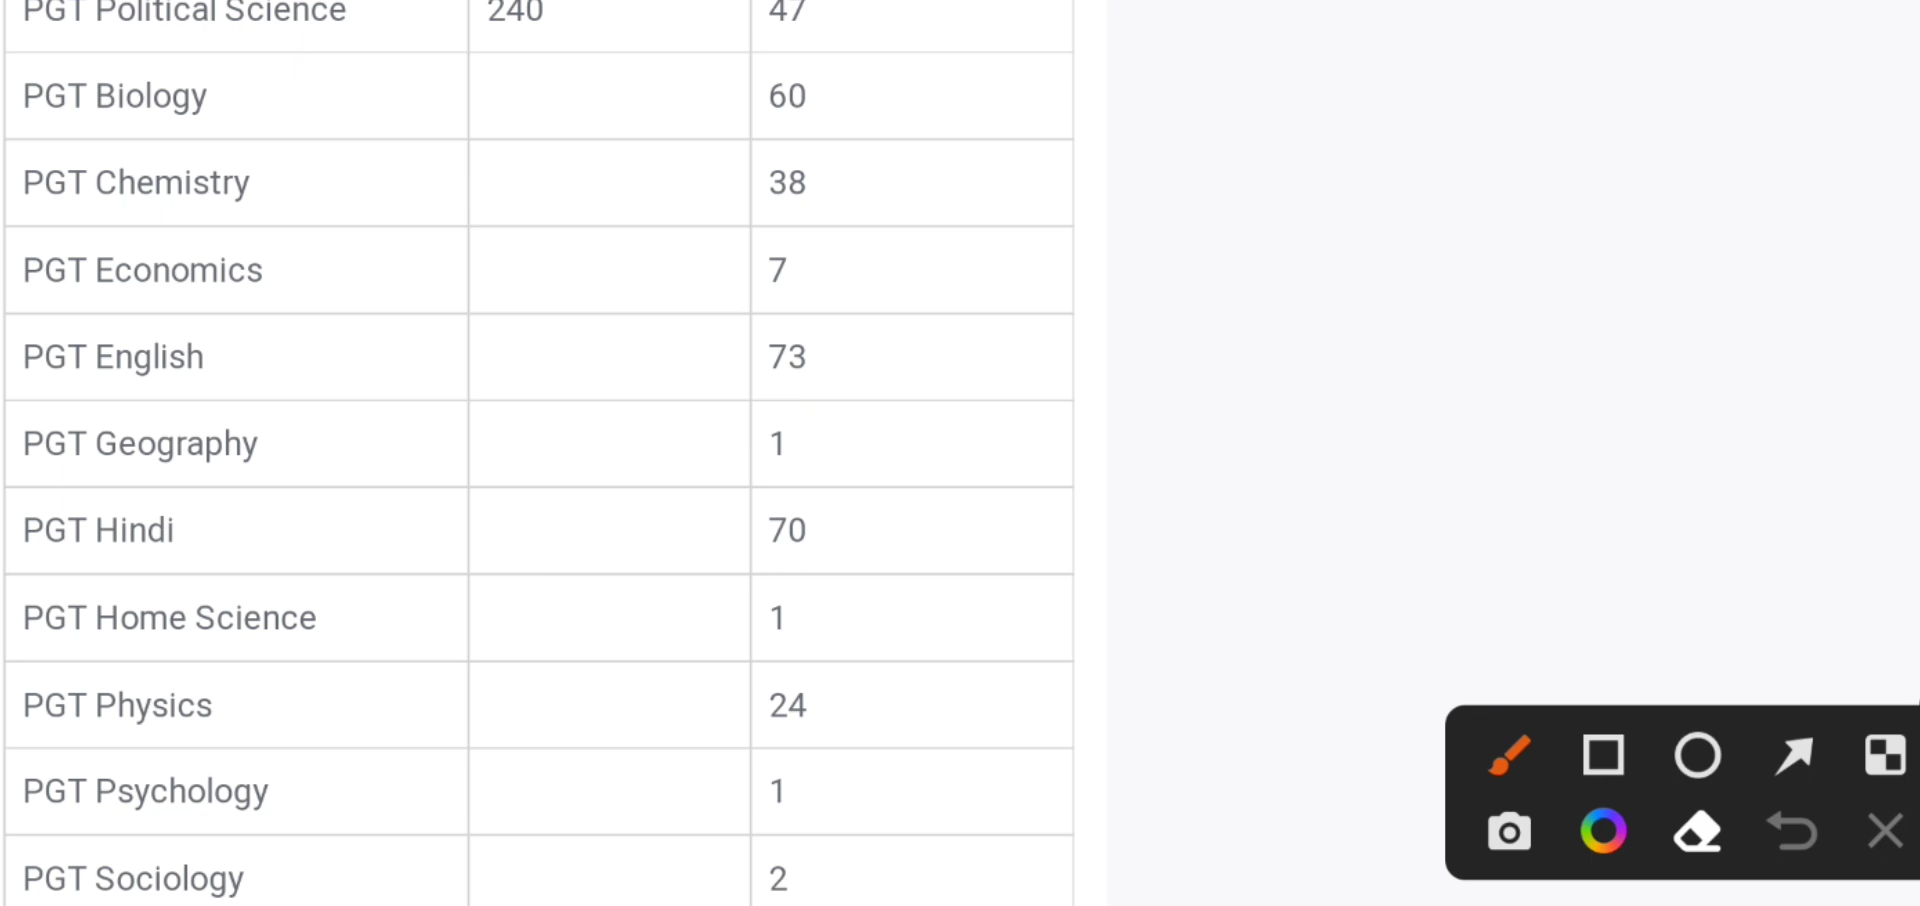 PGT Political Science 240 47
PGT Biology 60
PGT Chemistry 38
PGT Economics 7
PGT English 73
PGT Geography 1
PGT Hindi 70
PGT Home Science 1
PGT Physics 24
PGT Psychology 1
PGT Sociology 2